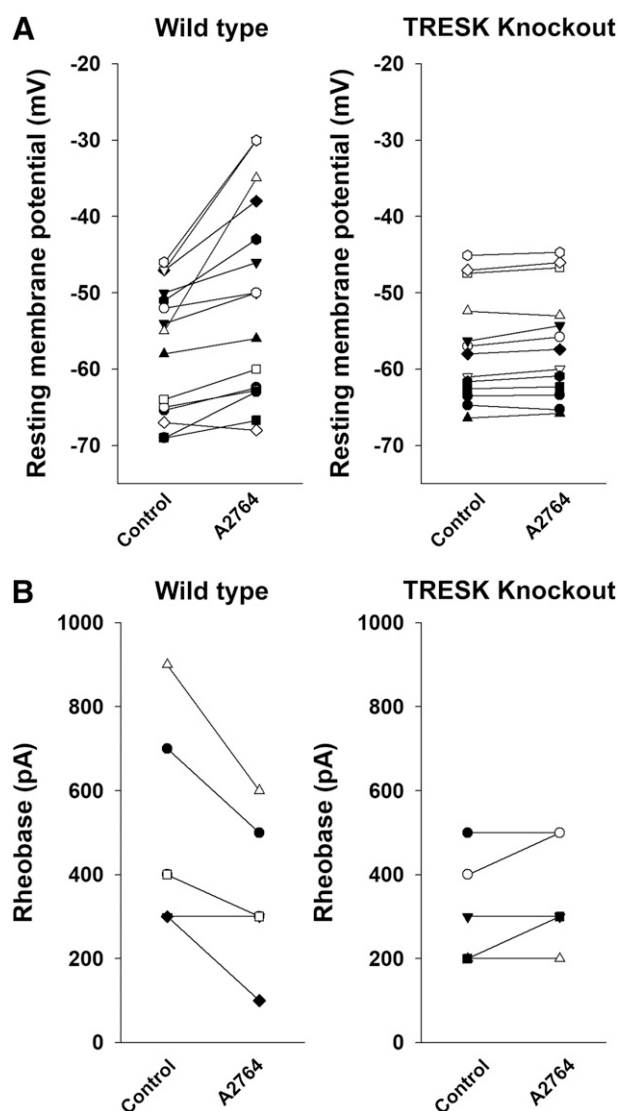 A
Wild type
TRESK Knockout
Resting membrane potential (mV)
-20
-30
-40
-50
-60
-70
Control
A2764
Resting membrane potential (mV)
-20
-30
-40
-50
-60
-70
Control
A2764
B
Wild type
TRESK Knockout
Rheobase (pA)
1000
800
600
400
200
0
Control
A2764
Rheobase (pA)
1000
800
600
400
200
0
Control
A2764